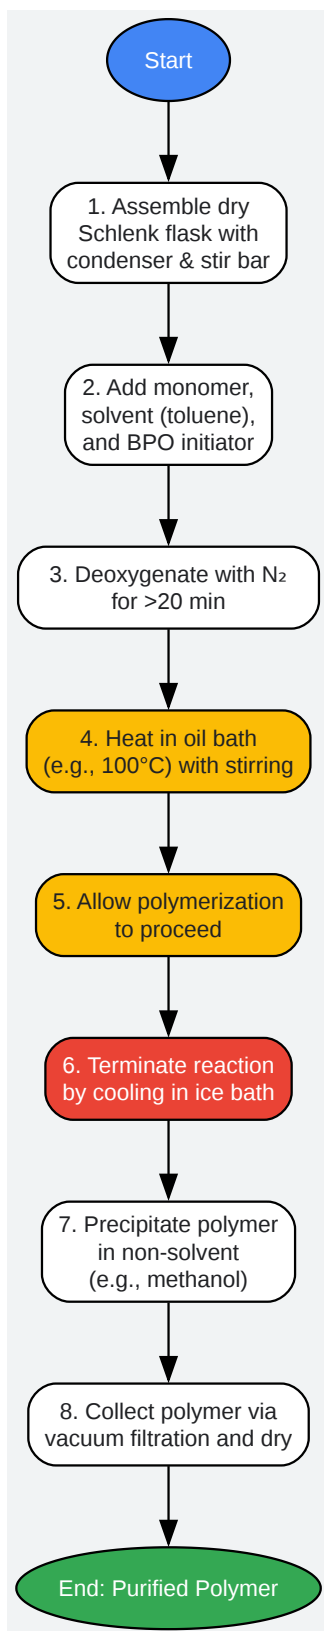 Start
1. Assemble dry
Schlenk flask with
condenser & stir bar
2. Add monomer,
solvent (toluene),
and BPO initiator
3. Deoxygenate with N₂
for >20 min
4. Heat in oil bath
(e.g., 100°C) with stirring
5. Allow polymerization
to proceed
6. Terminate reaction
by cooling in ice bath
7. Precipitate polymer
in non-solvent
(e.g., methanol)
8. Collect polymer via
vacuum filtration and dry
End: Purified Polymer